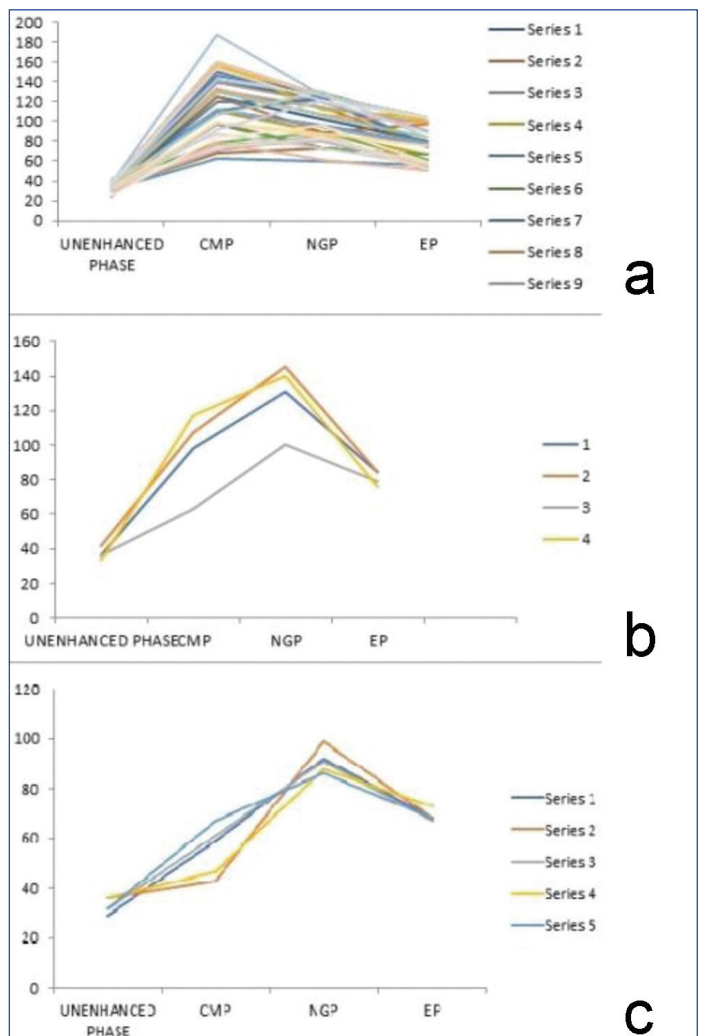 200
180
160
140
120
100
80
60
40
20
0
UNENHANCED PHASE CMP NGP EP
Series 1
Series 2
Series 3
Series 4
Series 5
Series 6
Series 7
Series 8
Series 9
a
160
140
120
100
80
60
40
20
0
UNENHANCED PHASE CMP NGP EP
1
2
3
4
b
120
100
80
60
40
20
0
UNENHANCED PHASE CMP NGP EP
Series 1
Series 2
Series 3
Series 4
Series 5
c